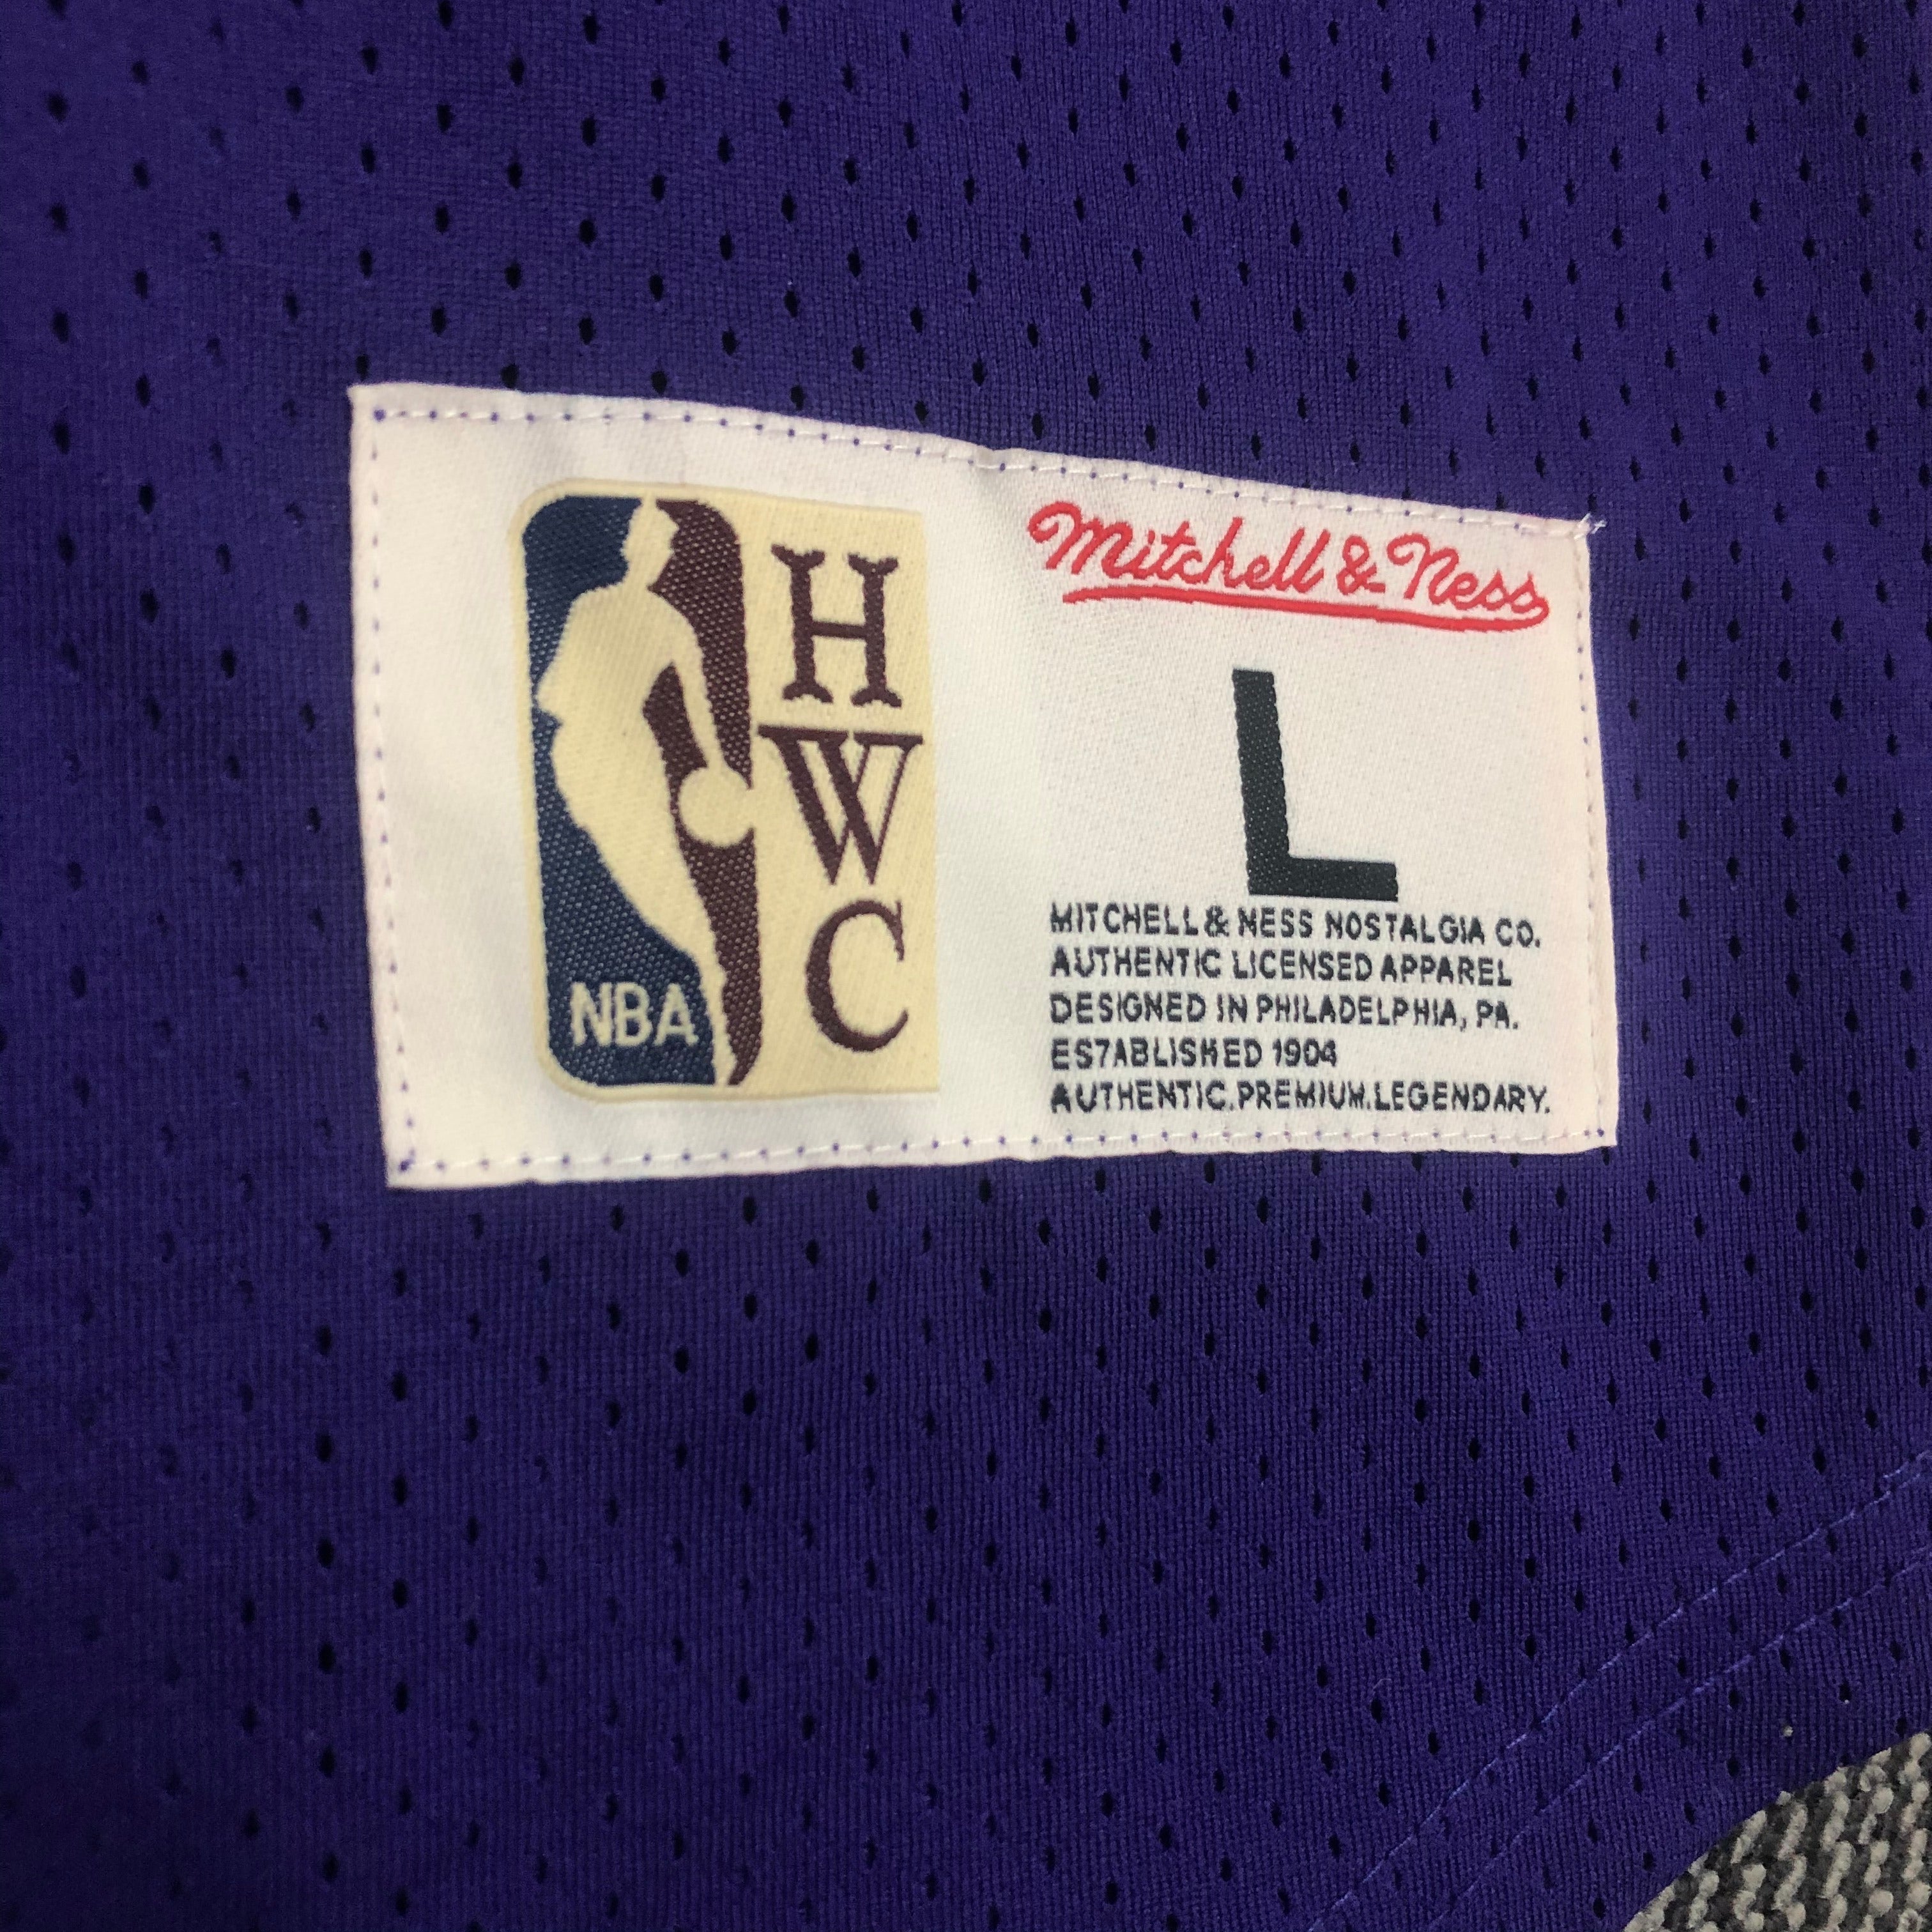 NBA
H
W
C
Mitchell & Ness
L
MITCHELL & NESS NOSTALGIA CO.
AUTHENTIC LICENSED APPAREL
DESIGNED IN PHILADELPHIA, PA.
ES7ABLISHED 1904
AUTHENTIC.PREMIUM.LEGENDARY.